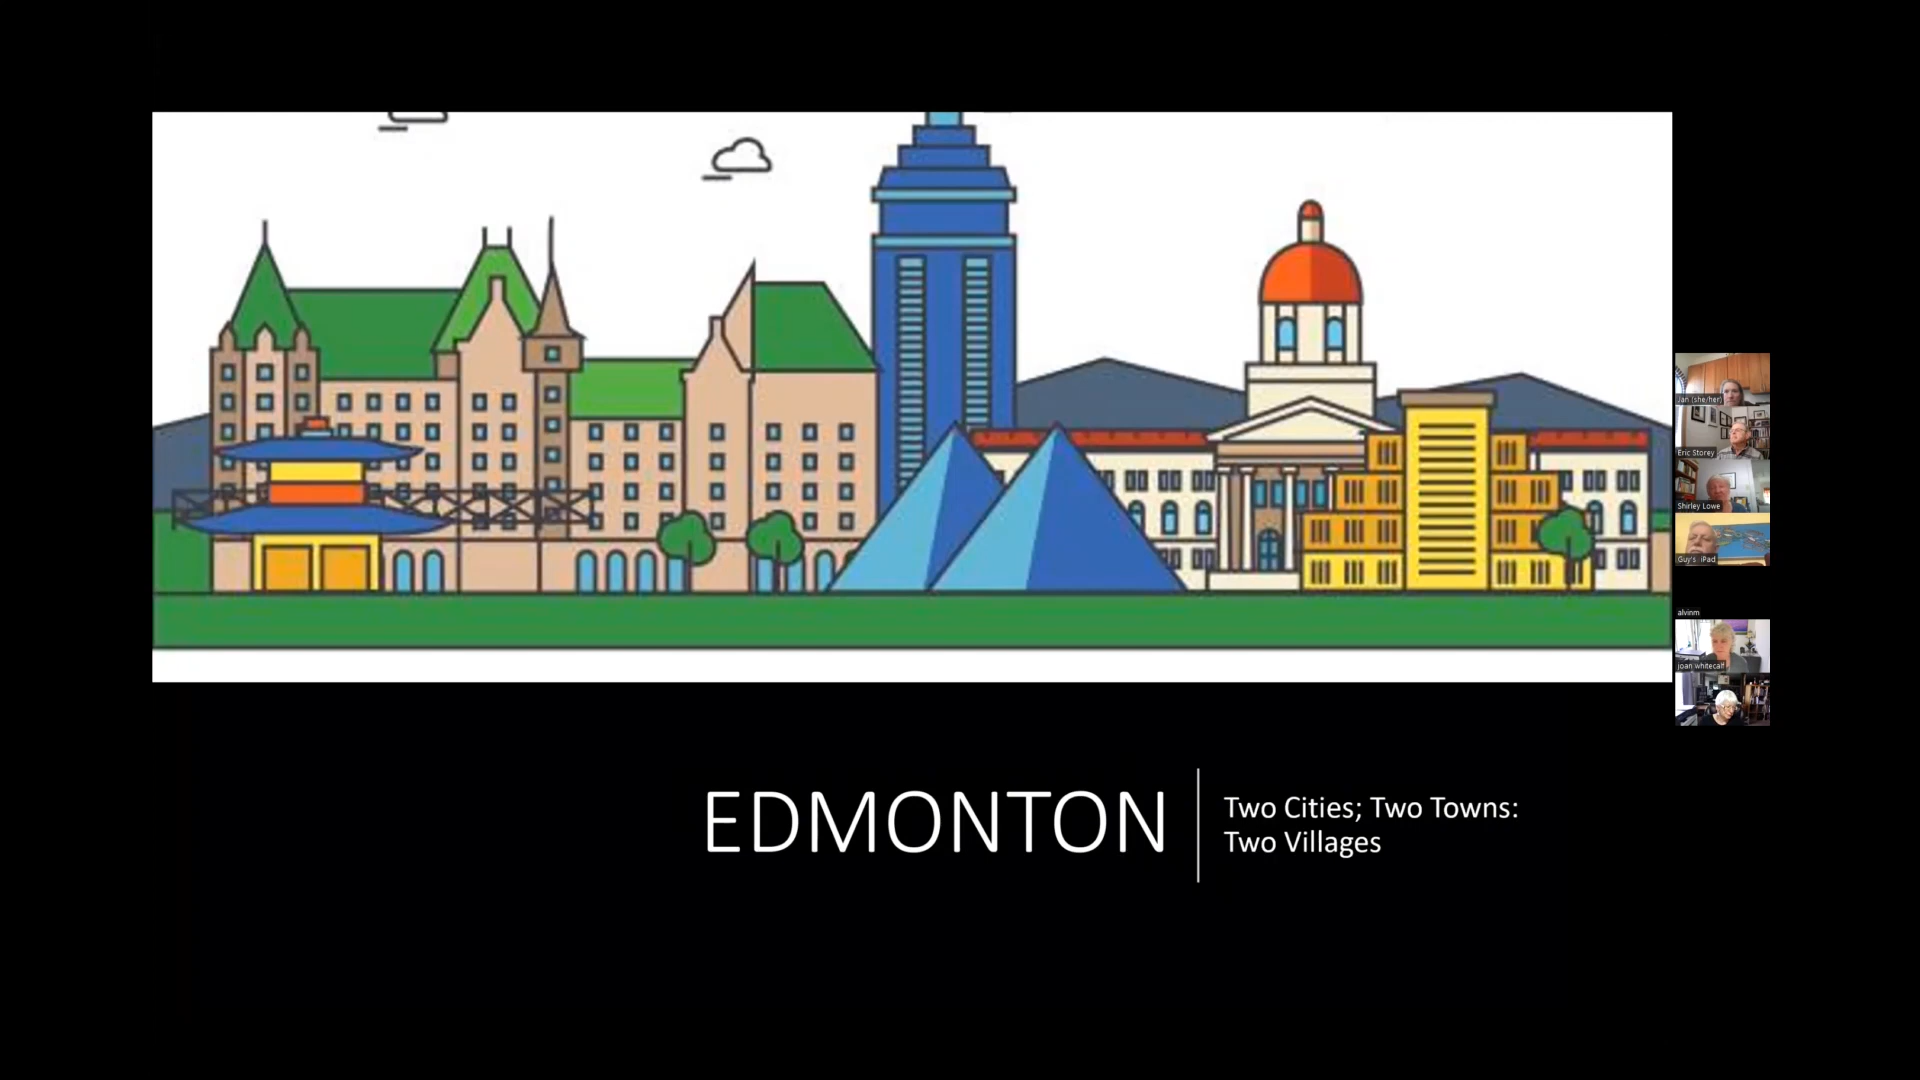 EDMONTON
Two Cities; Two Towns:
Two Villages
Jan (she/her)
Eric Storey
Shirley Lowe
Guy's iPad
alvinm
joan whitecalf